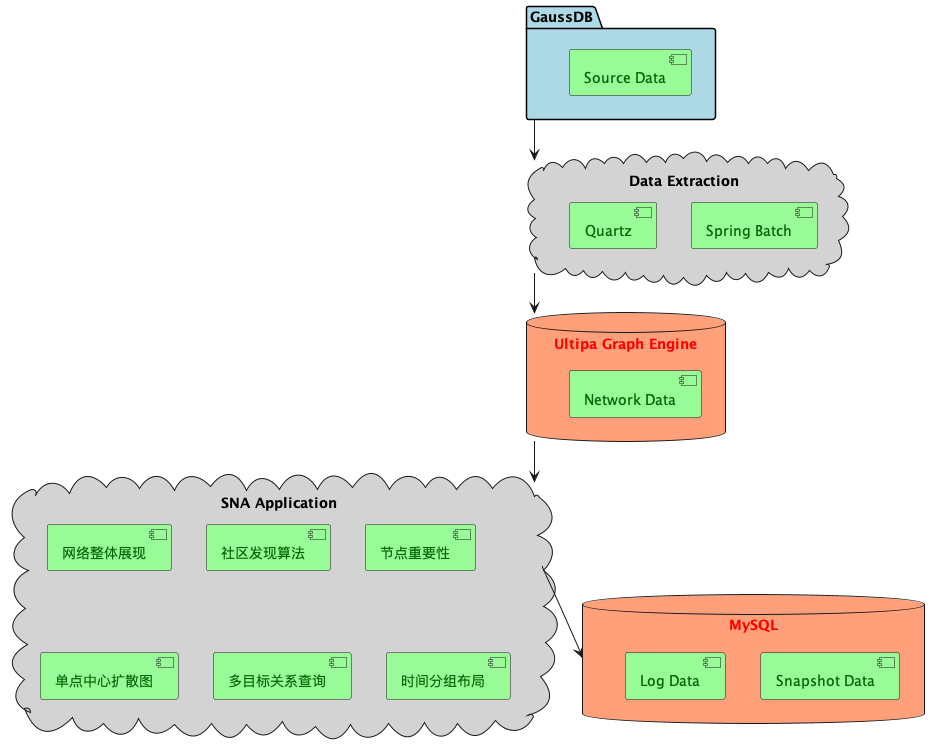 GaussDB
Source Data
Data Extraction
Quartz
Spring Batch
Ultipa Graph Engine
Network Data
SNA Application
网络整体展现
社区发现算法
节点重要性
单点中心扩散图
多目标关系查询
时间分组布局
MySQL
Log Data
Snapshot Data